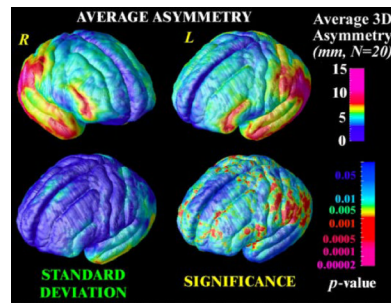 AVERAGE ASYMMETRY
R
L
Average 3D
Asymmetry
(mm, N=20)
15
10
5
0
STANDARD
DEVIATION
SIGNIFICANCE
0.05
0.01
0.005
0.001
0.0005
0.0001
0.00002
p-value